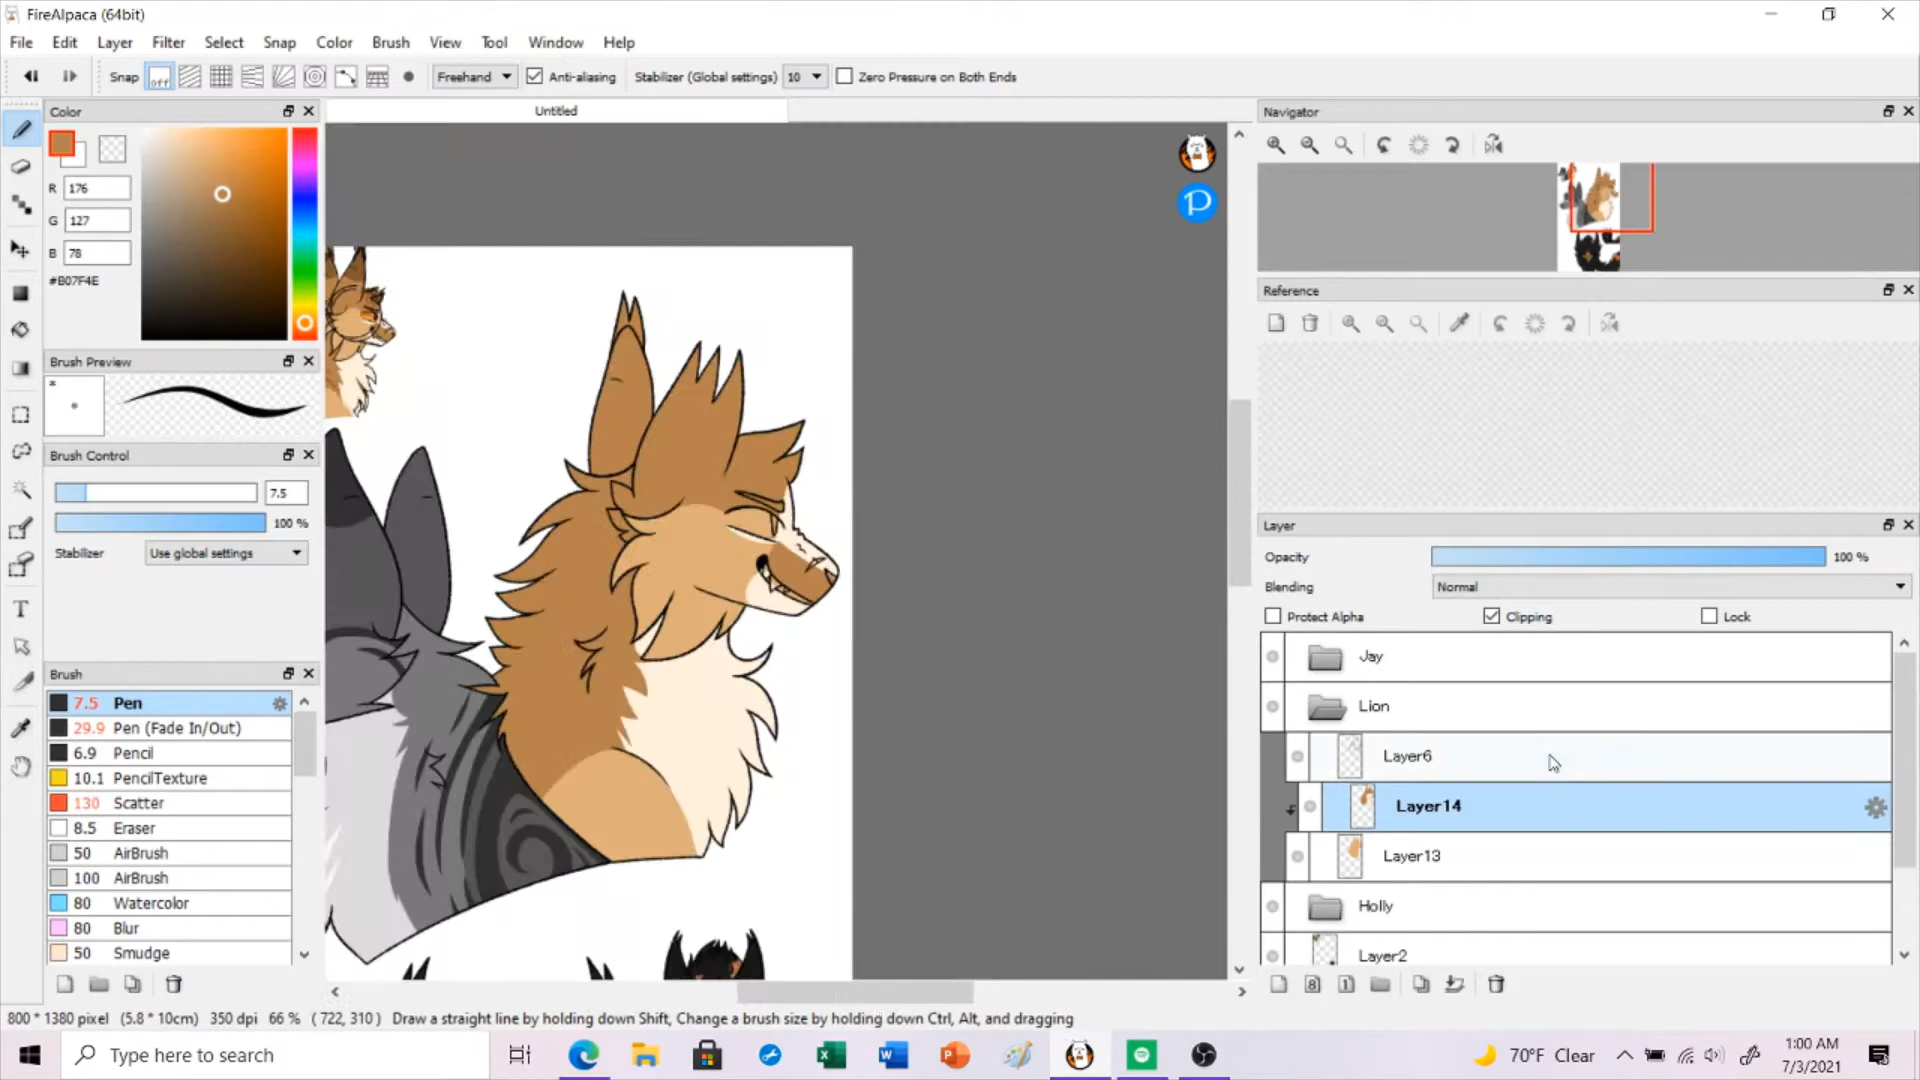 FireAlpaca (64bit)
File Edit Layer Filter Select Snap Color Brush View Tool Window Help
Snap off Freehand Anti-aliasing Stabilizer (Global settings) 10 Zero Pressure on Both Ends
Color
R 176
G 127
B 78
#B07F4E
Brush Preview
Brush Control
7.5
100 %
Stabilizer Use global settings
Brush
7.5 Pen
29.9 Pen (Fade In/Out)
6.9 Pencil
10.1 PencilTexture
130 Scatter
8.5 Eraser
50 AirBrush
100 AirBrush
80 Watercolor
80 Blur
50 Smudge
Untitled
P
Navigator
Reference
Layer
Opacity 100 %
Blending Normal
Protect Alpha Clipping Lock
Jay
Lion
Layer6
Layer14
Layer13
Holly
Layer2
8 1
800 * 1380 pixel (5.8 * 10cm) 350 dpi 66 % ( 722, 310 ) Draw a straight line by holding down Shift, Change a brush size by holding down Ctrl, Alt, and dragging
Type here to search
70°F Clear
1:00 AM
7/3/2021